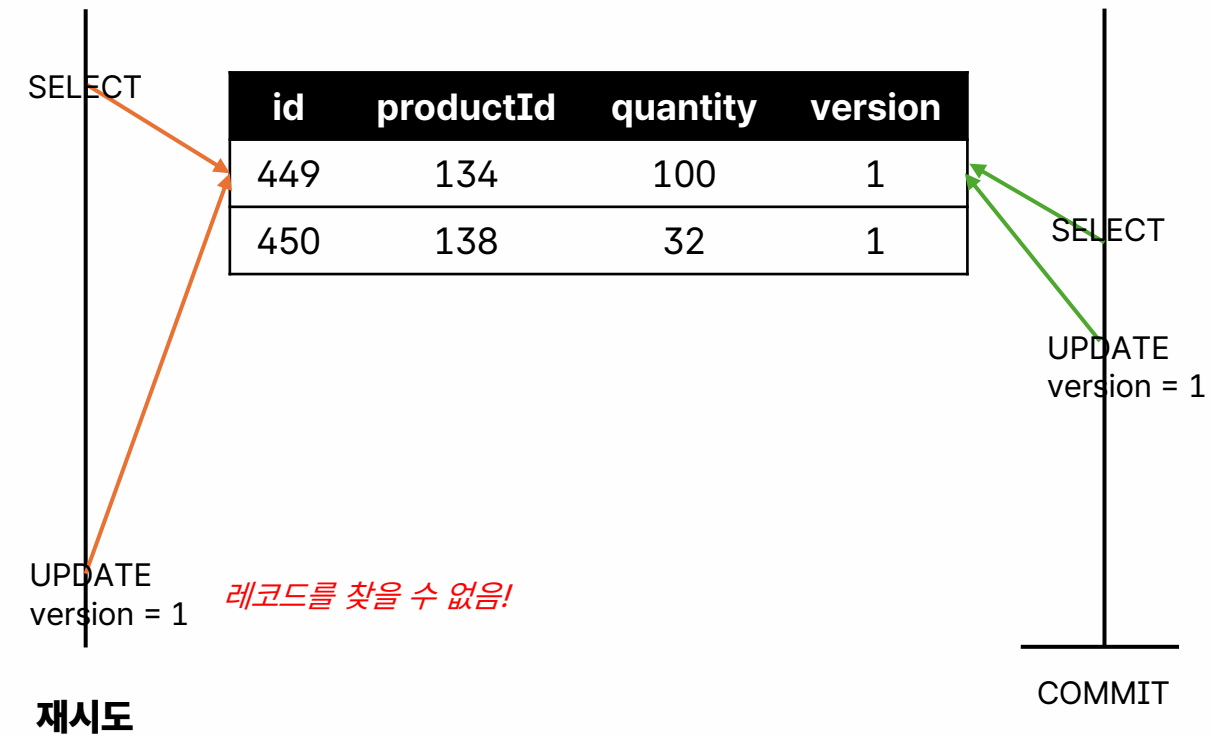 SELECT
id productId quantity version
449 134 100 1
450 138 32 1
SELECT
UPDATE
version = 1
UPDATE
version = 1
레코드를 찾을 수 없음!
COMMIT
재시도